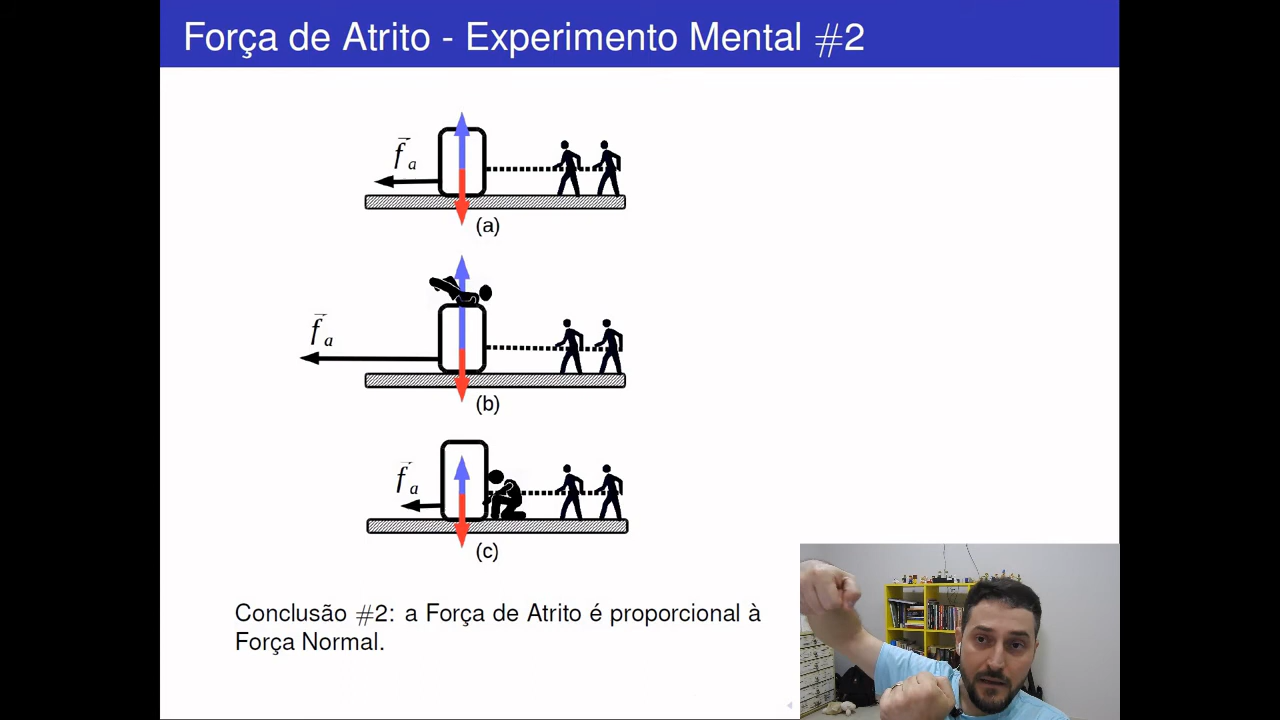 Força de Atrito - Experimento Mental #2
f⃗ a
(a)
f⃗ a
(b)
f⃗ a
(c)
Conclusão #2: a Força de Atrito é proporcional à
Força Normal.